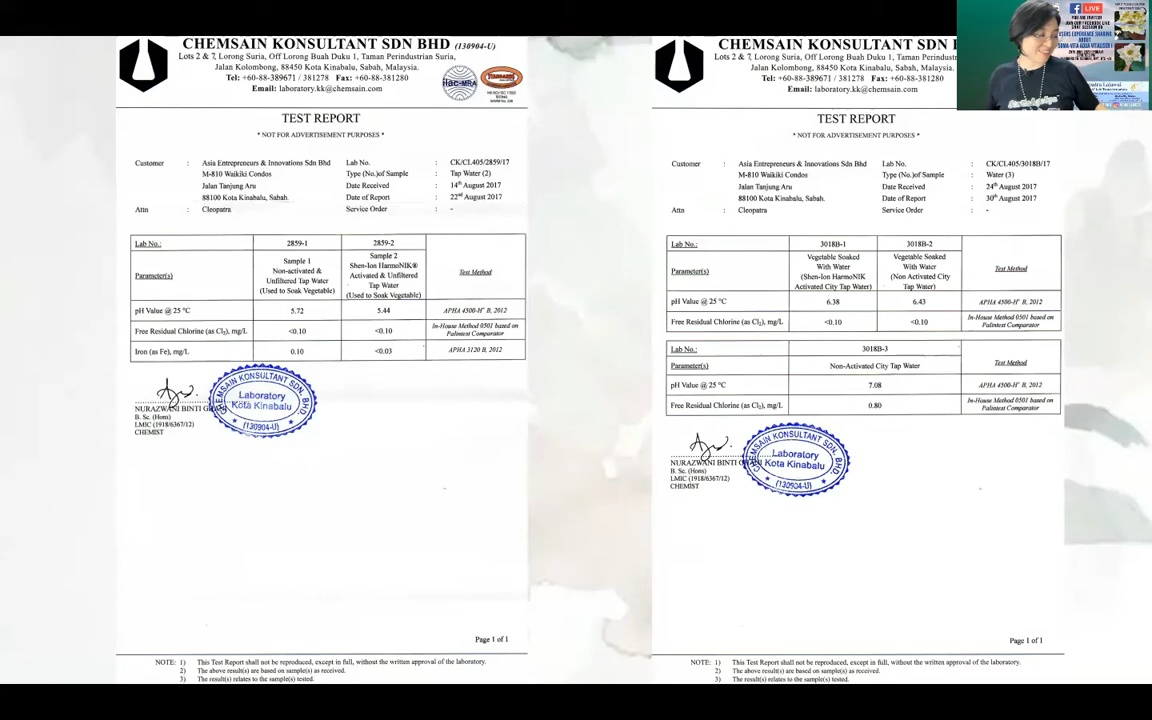 CHEMSAIN KONSULTANT SDN BHD (130904-U)
Lots 2 & 7, Lorong Suria, Off Lorong Buah Duku 1, Taman Perindustrian Suria,
Jalan Kolombong, 88450 Kota Kinabalu, Sabah, Malaysia.
Tel: +60-88-389671 / 381278 Fax: +60-88-381280
Email: laboratory.kk@chemsain.com
ilac-MRA
TEST REPORT
* NOT FOR ADVERTISEMENT PURPOSES *
Customer : Asia Entrepreneurs & Innovations Sdn Bhd Lab No. : CK/CL405/2859/17
M-810 Waikiki Condos Type (No.)of Sample : Tap Water (2)
Jalan Tanjung Aru Date Received : 14th August 2017
88100 Kota Kinabalu, Sabah. Date of Report : 22nd August 2017
Attn : Cleopatra Service Order : -
Lab No.: 2859-1 2859-2 Test Method
Parameter(s) Sample 1 Non-activated & Unfiltered Tap Water (Used to Soak Vegetable) Sample 2 Shen-Ion HarmoNIK® Activated & Unfiltered Tap Water (Used to Soak Vegetable)
pH Value @ 25 °C 5.72 5.44 APHA 4500-H⁺ B, 2012
Free Residual Chlorine (as Cl₂), mg/L <0.10 <0.10 In-House Method 0501 based on Palintest Comparator
Iron (as Fe), mg/L 0.10 <0.03 APHA 3120 B, 2012
CHEMSAIN KONSULTANT SDN. BHD.
Laboratory
Kota Kinabalu
(130904-U)
NURAZWANI BINTI
B. Sc. (Hons)
LMIC (1918/6367/12)
CHEMIST
Page 1 of 1
NOTE: 1) This Test Report shall not be reproduced, except in full, without the written approval of the laboratory.
2) The above result(s) are based on sample(s) as received.
3) The result(s) relates to the sample(s) tested.
CHEMSAIN KONSULTANT SDN
Lots 2 & 7, Lorong Suria, Off Lorong Buah Duku 1, Taman Perindustrian
Jalan Kolombong, 88450 Kota Kinabalu, Sabah, Malaysia.
Tel: +60-88-389671 / 381278 Fax: +60-88-381280
Email: laboratory.kk@chemsain.com
TEST REPORT
* NOT FOR ADVERTISEMENT PURPOSES *
Customer : Asia Entrepreneurs & Innovations Sdn Bhd Lab No. : CK/CL405/3018B/17
M-810 Waikiki Condos Type (No.)of Sample : Water (3)
Jalan Tanjung Aru Date Received : 24th August 2017
88100 Kota Kinabalu, Sabah. Date of Report : 30th August 2017
Attn : Cleopatra Service Order : -
Lab No.: 3018B-1 3018B-2 Test Method
Parameter(s) Vegetable Soaked With Water (Shen-Ion HarmoNIK Activated City Tap Water) Vegetable Soaked With Water (Non Activated City Tap Water)
pH Value @ 25 °C 6.38 6.43 APHA 4500-H⁺ B, 2012
Free Residual Chlorine (as Cl₂), mg/L <0.10 <0.10 In-House Method 0501 based on Palintest Comparator
Lab No.: 3018B-3 Test Method
Parameter(s) Non-Activated City Tap Water
pH Value @ 25 °C 7.08 APHA 4500-H⁺ B, 2012
Free Residual Chlorine (as Cl₂), mg/L 0.80 In-House Method 0501 based on Palintest Comparator
CHEMSAIN KONSULTANT SDN. BHD.
Laboratory
Kota Kinabalu
(130904-U)
NURAZWANI BINTI
B. Sc. (Hons)
LMIC (1918/6367/12)
CHEMIST
Page 1 of 1
NOTE: 1) This Test Report shall not be reproduced, except in full, without the written approval of the laboratory.
2) The above result(s) are based on sample(s) as received.
3) The result(s) relates to the sample(s) tested.
LIVE
YOU ARE INVITED
USERS EXPERIENCE SHARING
ABOUT